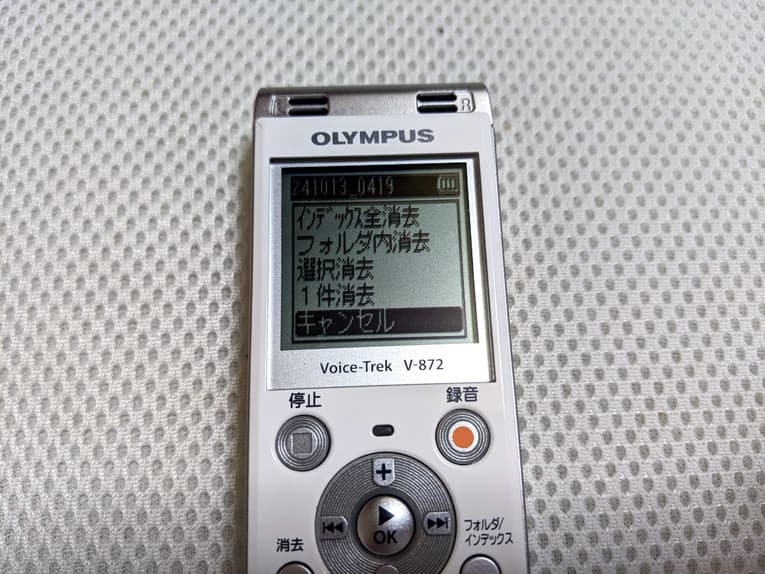 L R
OLYMPUS
241013_0419
インデックス全消去
フォルダ内消去
選択消去
1件消去
キャンセル
Voice-Trek V-872
停止 録音
+
OK
消去
フォルダ/
インデックス